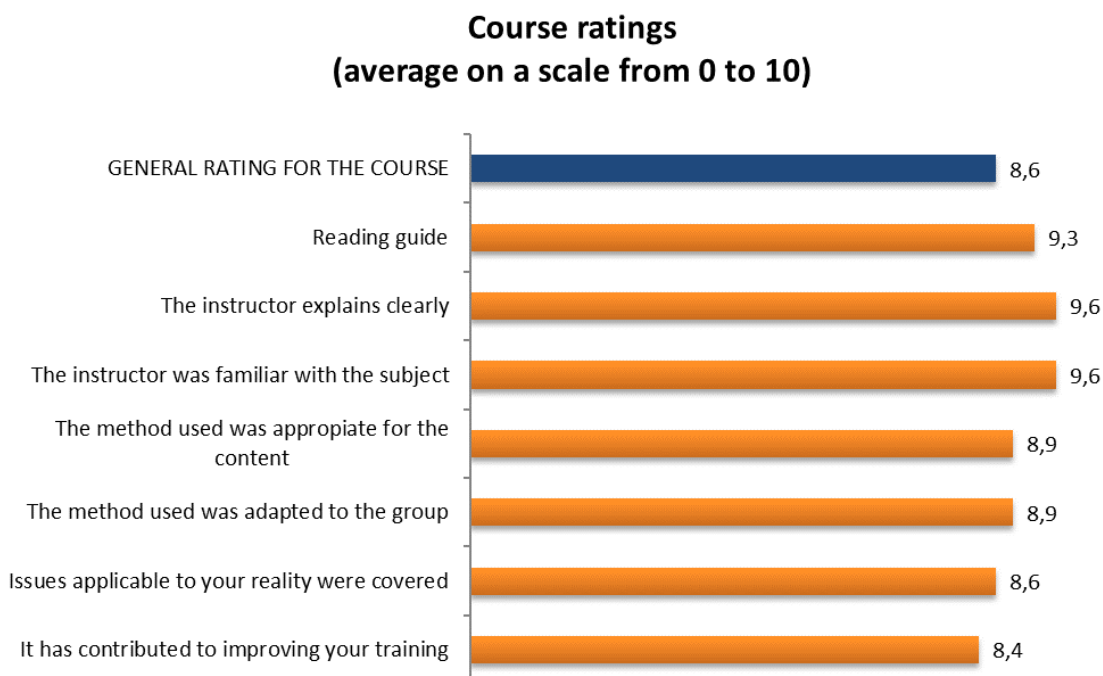 Course ratings
(average on a scale from 0 to 10)
GENERAL RATING FOR THE COURSE 8,6
Reading guide 9,3
The instructor explains clearly 9,6
The instructor was familiar with the subject 9,6
The method used was appropiate for the
content 8,9
The method used was adapted to the group 8,9
Issues applicable to your reality were covered 8,6
It has contributed to improving your training 8,4